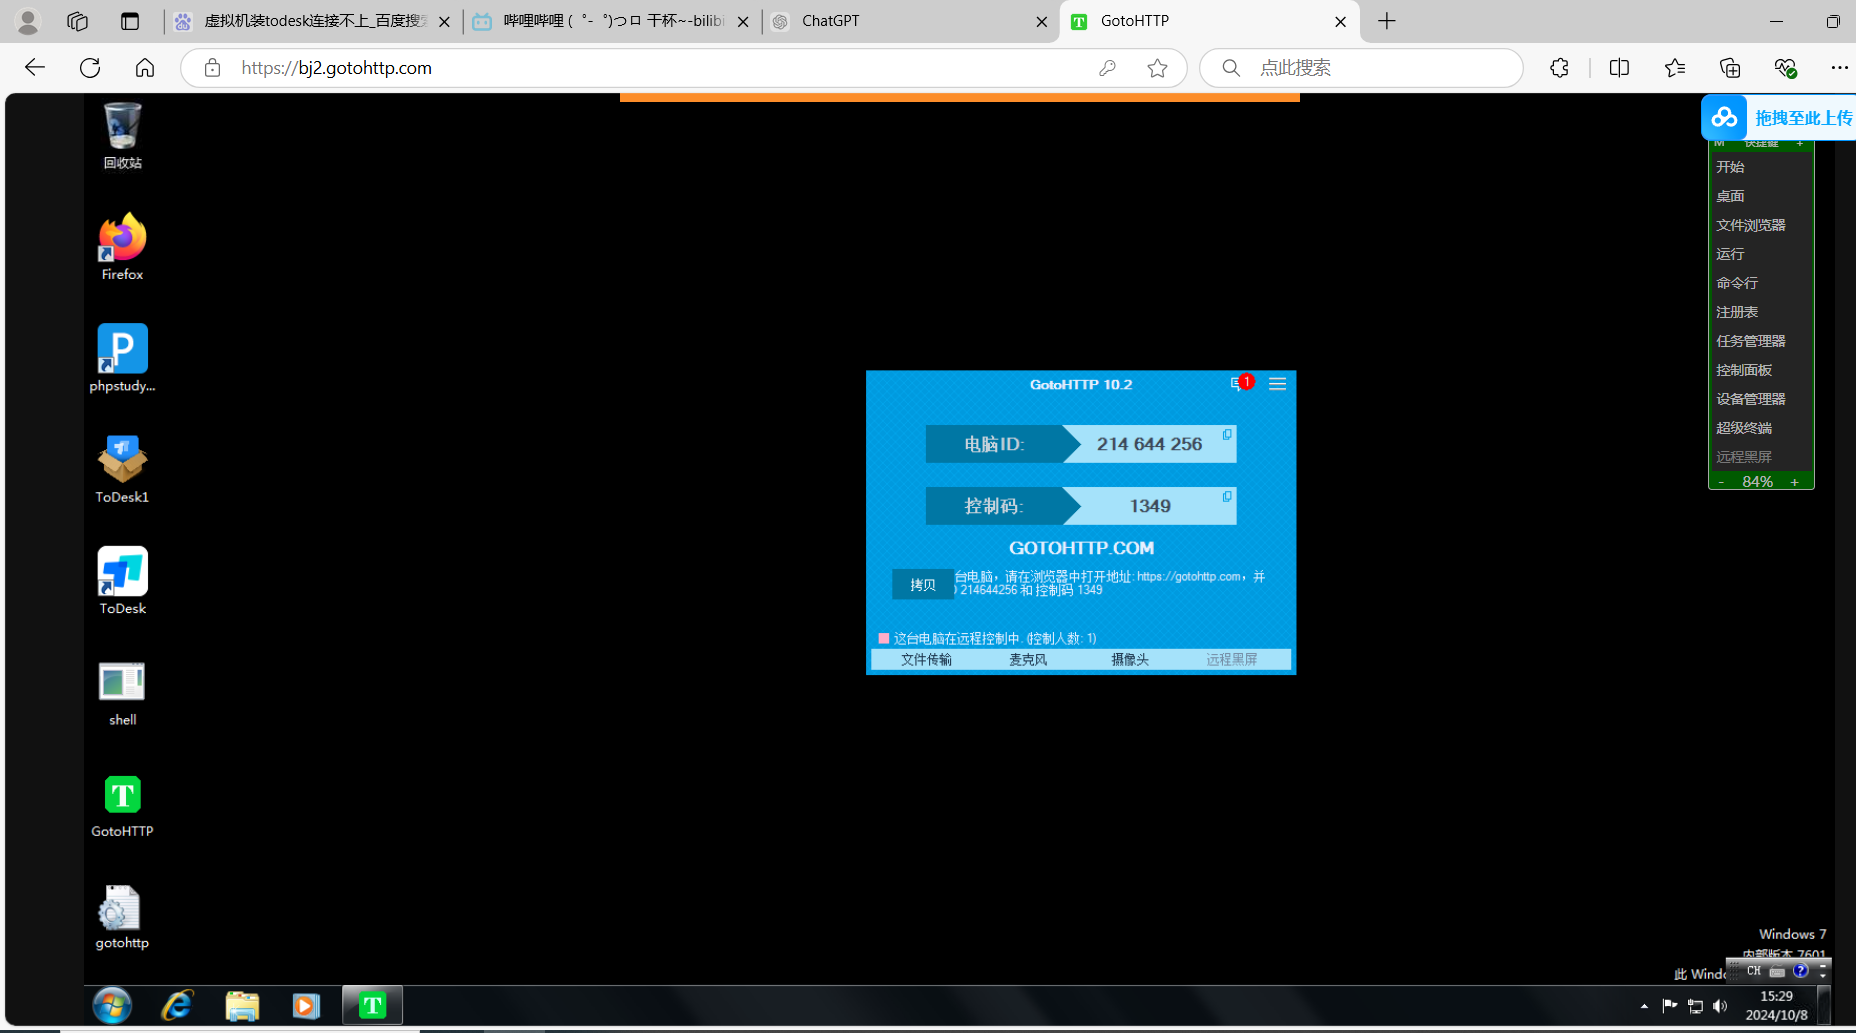 虚拟机装todesk连接不上_百度搜
哔哩哔哩 ( ゜- ゜)つロ 干杯~-bilibi
ChatGPT
GotoHTTP
https://bj2.gotohttp.com
点此搜索
拖拽至此上传
M 快捷键 +
开始
桌面
文件浏览器
运行
命令行
注册表
任务管理器
控制面板
设备管理器
超级终端
远程黑屏
- 84% +
回收站
Firefox
phpstudy...
ToDesk1
ToDesk
shell
GotoHTTP
gotohttp
GotoHTTP 10.2
1
电脑ID:
214 644 256
控制码:
1349
GOTOHTTP.COM
拷贝
台电脑，请在浏览器中打开地址: https://gotohttp.com，并
214644256 和 控制码 1349
这台电脑在远程控制中. (控制人数: 1)
文件传输
麦克风
摄像头
远程黑屏
Windows 7
内部版本 7601
此 Windo
CH
15:29
2024/10/8